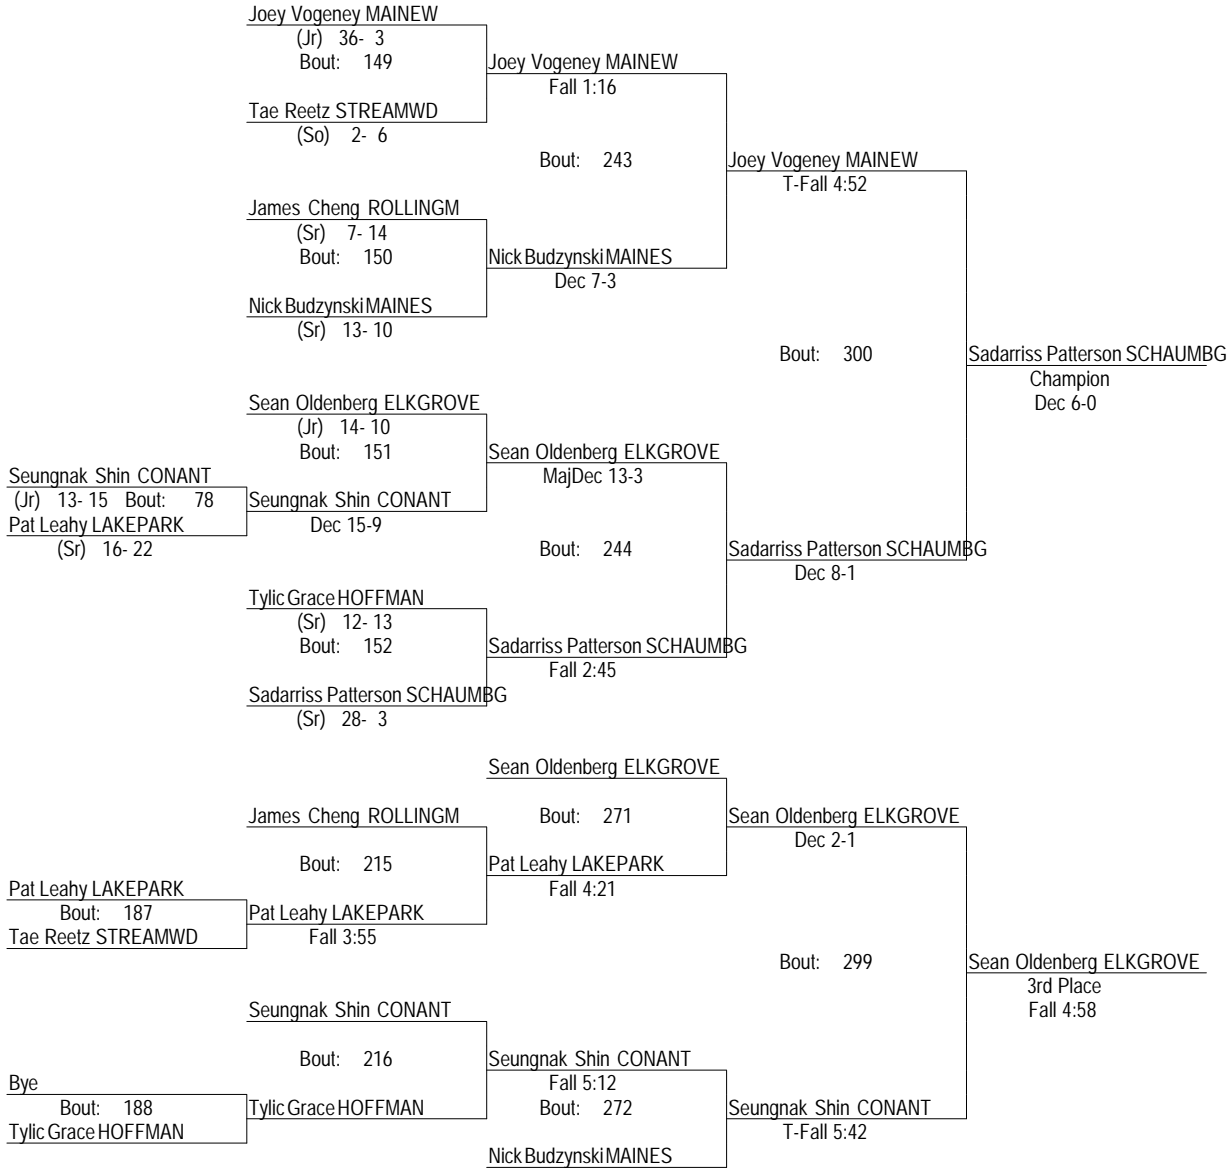 Joey Vogeney MAINEW
(Jr) 36- 3
Bout: 149
Joey Vogeney MAINEW
Fall 1:16
Tae Reetz STREAMWD
(So) 2- 6
Bout: 243
Joey Vogeney MAINEW
T-Fall 4:52
James Cheng ROLLINGM
(Sr) 7- 14
Bout: 150
Nick Budzynski MAINES
Dec 7-3
Nick Budzynski MAINES
(Sr) 13- 10
Bout: 300
Sadarriss Patterson SCHAUMBG
Champion
Dec 6-0
Sean Oldenberg ELKGROVE
(Jr) 14- 10
Bout: 151
Sean Oldenberg ELKGROVE
MajDec 13-3
Seungnak Shin CONANT
(Jr) 13- 15 Bout: 78
Pat Leahy LAKEPARK
(Sr) 16- 22
Seungnak Shin CONANT
Dec 15-9
Bout: 244
Sadarriss Patterson SCHAUMBG
Dec 8-1
Tylic Grace HOFFMAN
(Sr) 12- 13
Bout: 152
Sadarriss Patterson SCHAUMBG
Fall 2:45
Sadarriss Patterson SCHAUMBG
(Sr) 28- 3
Sean Oldenberg ELKGROVE
James Cheng ROLLINGM
Bout: 271
Sean Oldenberg ELKGROVE
Dec 2-1
Bout: 215
Pat Leahy LAKEPARK
Fall 4:21
Pat Leahy LAKEPARK
Bout: 187
Tae Reetz STREAMWD
Pat Leahy LAKEPARK
Fall 3:55
Bout: 299
Sean Oldenberg ELKGROVE
3rd Place
Fall 4:58
Seungnak Shin CONANT
Bout: 216
Seungnak Shin CONANT
Fall 5:12
Bye
Bout: 188
Tylic Grace HOFFMAN
Tylic Grace HOFFMAN
Bout: 272
Seungnak Shin CONANT
T-Fall 5:42
Nick Budzynski MAINES